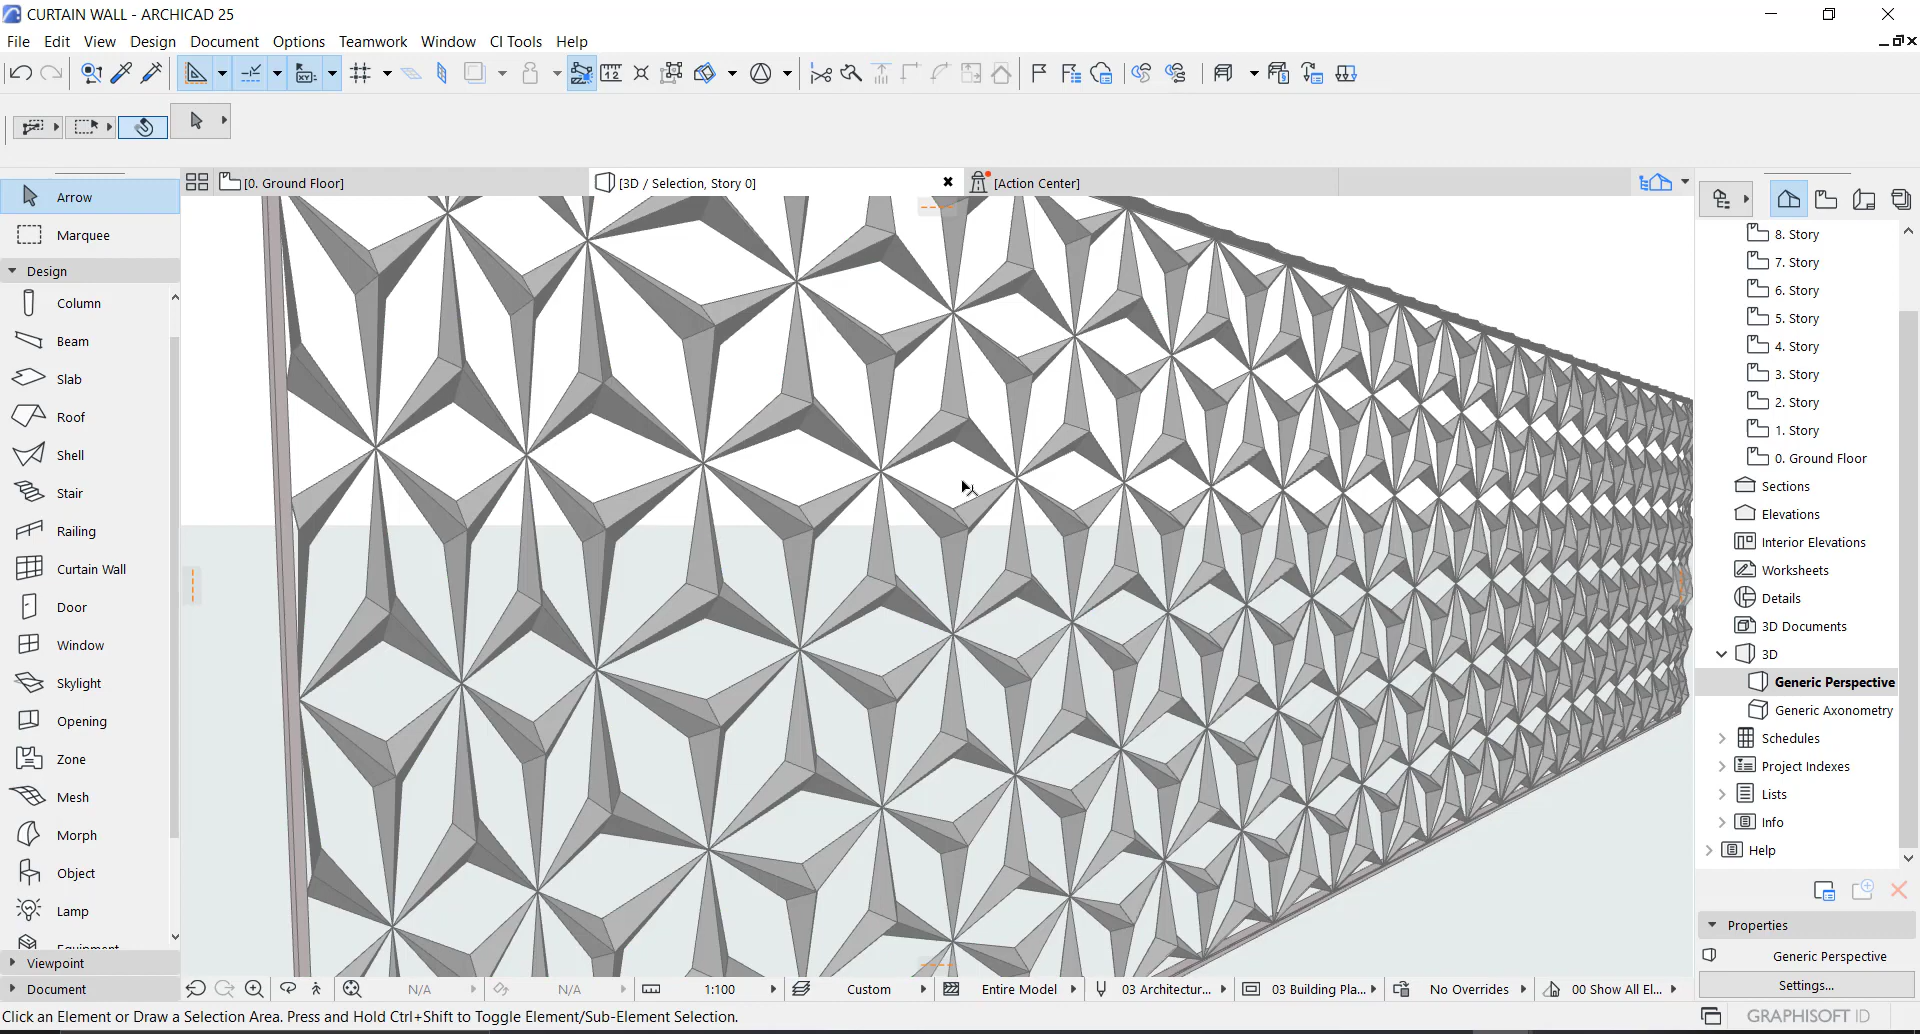 CURTAIN WALL - ARCHICAD 25
File Edit View Design Document Options Teamwork Window CI Tools Help
[0. Ground Floor]
[3D / Selection, Story 0]
[Action Center]
Arrow
Marquee
Design
Column
Beam
Slab
Roof
Shell
Stair
Railing
Curtain Wall
Door
Window
Skylight
Opening
Zone
Mesh
Morph
Object
Lamp
Equipment
Viewpoint
Document
8. Story
7. Story
6. Story
5. Story
4. Story
3. Story
2. Story
1. Story
0. Ground Floor
Sections
Elevations
Interior Elevations
Worksheets
Details
3D Documents
3D
Generic Perspective
Generic Axonometry
Schedules
Project Indexes
Lists
Info
Help
Properties
Generic Perspective
Settings...
N/A N/A 1:100 Custom Entire Model 03 Architectur... 03 Building Pla... No Overrides 00 Show All El...
Click an Element or Draw a Selection Area. Press and Hold Ctrl+Shift to Toggle Element/Sub-Element Selection.
GRAPHISOFT ID